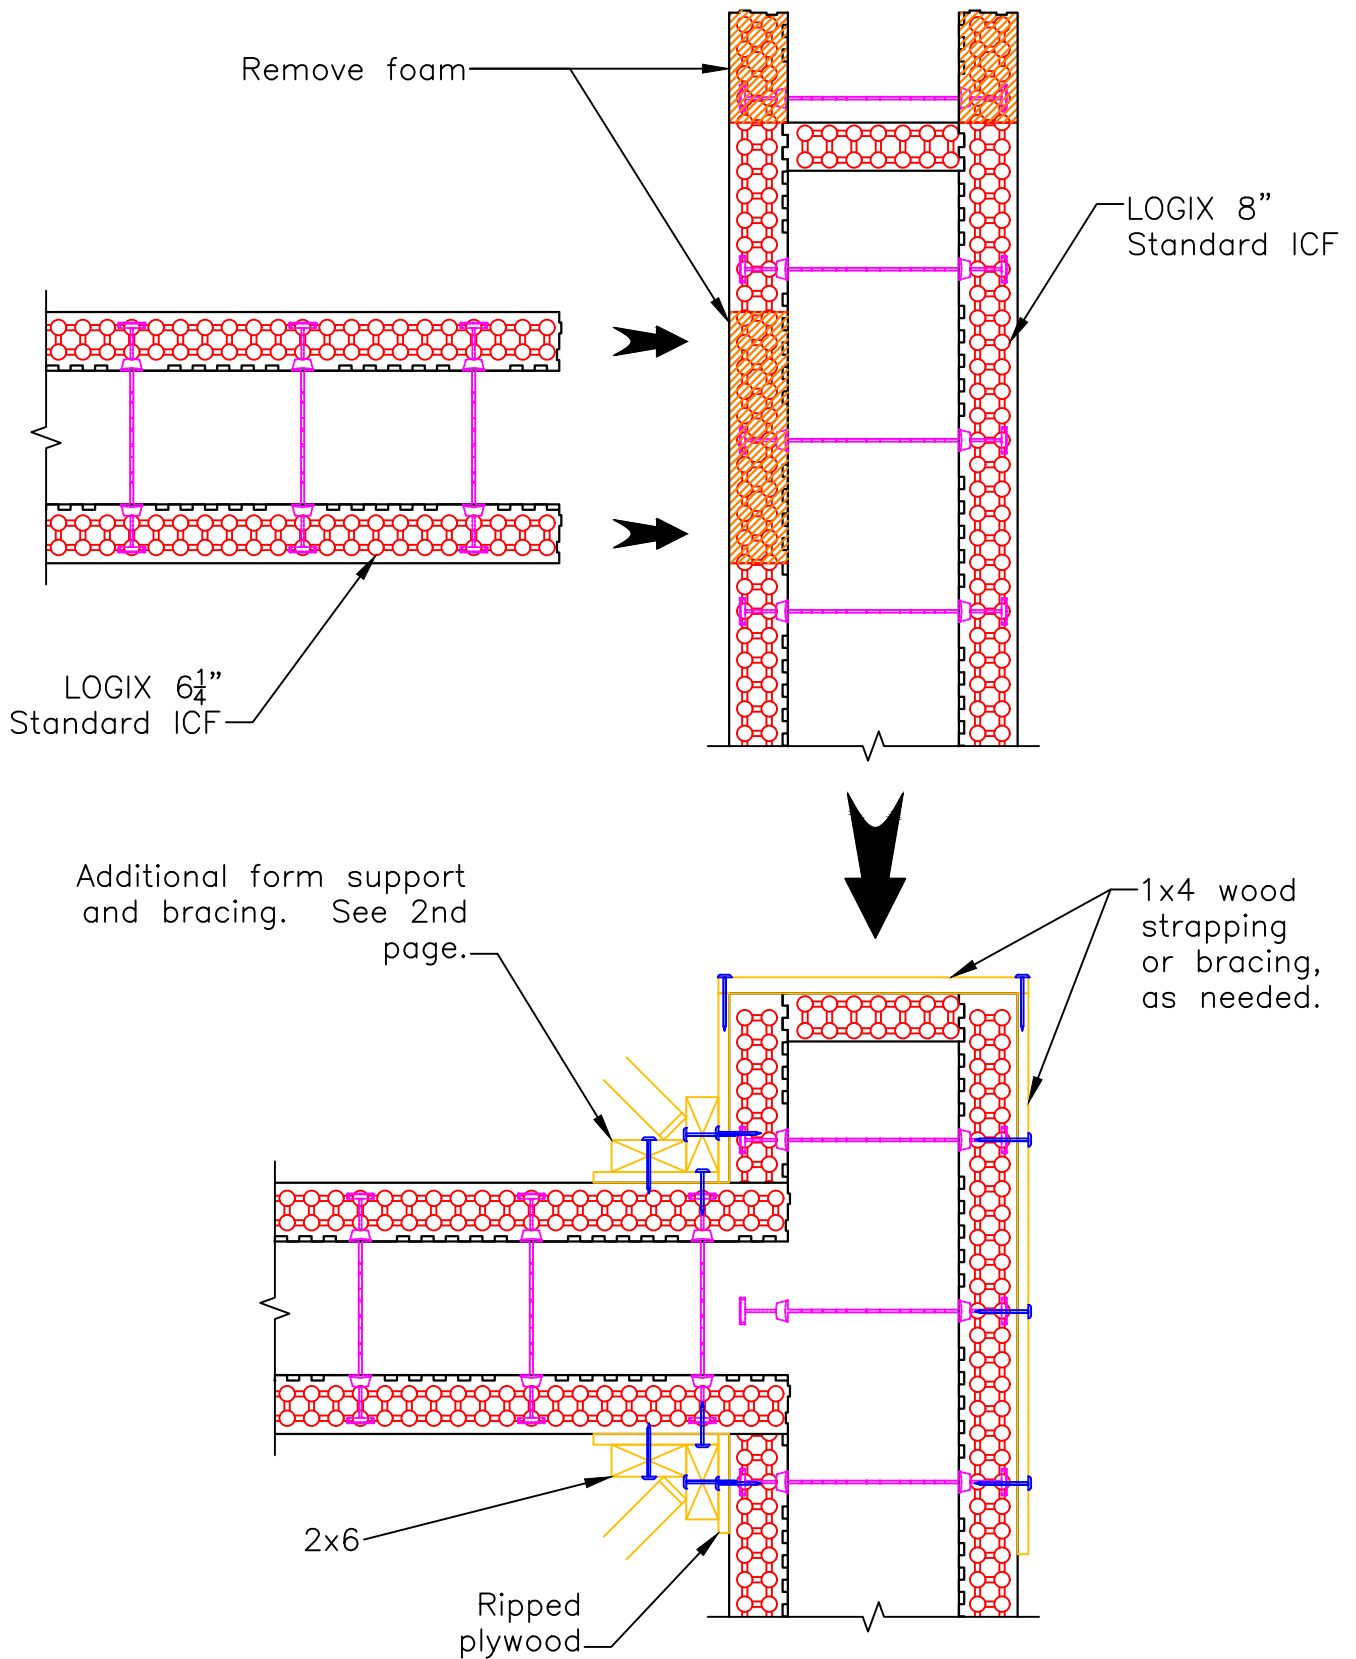 Remove foam
LOGIX 8”
Standard ICF
LOGIX 6¼”
Standard ICF
Additional form support
and bracing. See 2nd
page.
1x4 wood
strapping
or bracing,
as needed.
2x6
Ripped
plywood